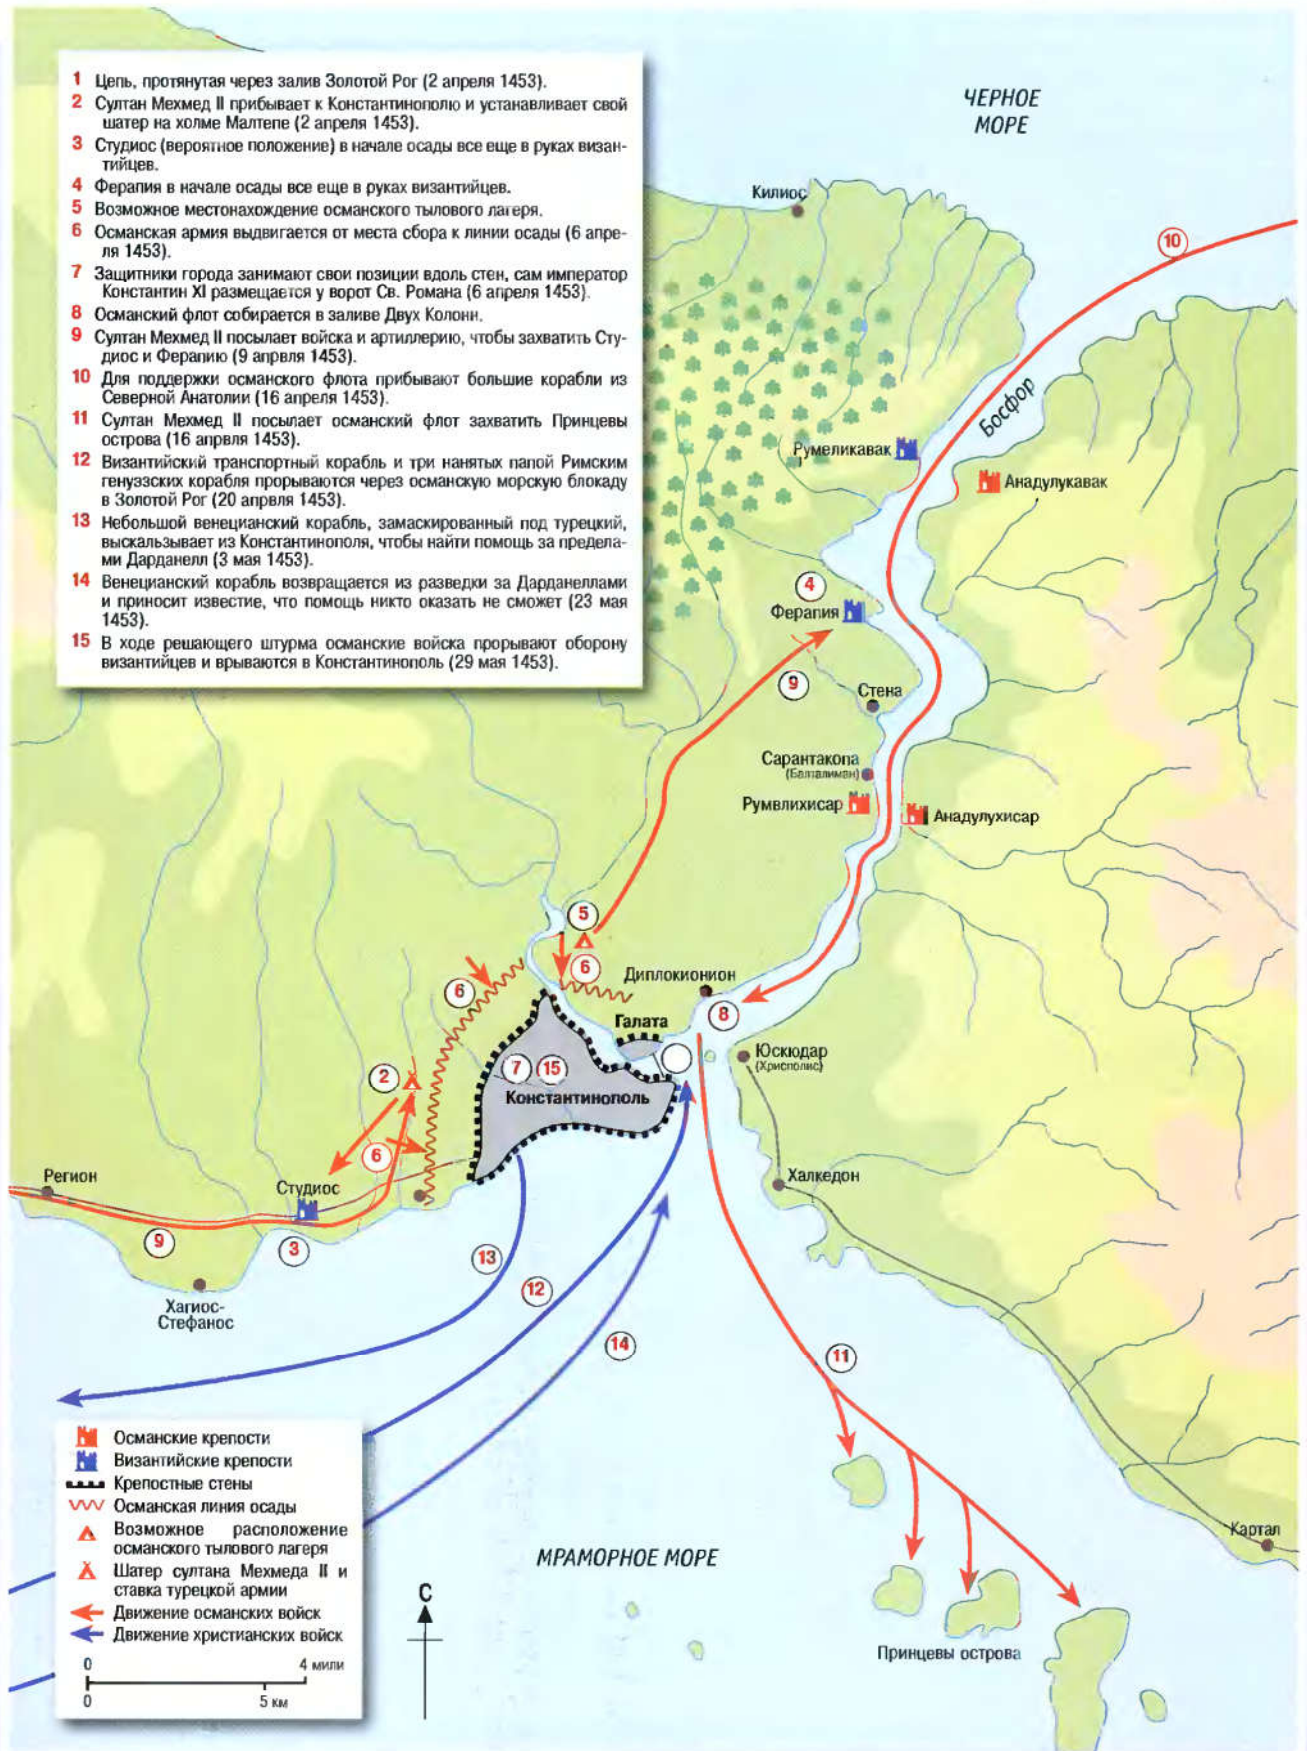 1 Цепь, протянутая через залив Золотой Рог (2 апреля 1453).
2 Султан Мехмед II прибывает к Константинополю и устанавливает свой
шатер на холме Малтепе (2 апреля 1453).
3 Студиос (вероятное положение) в начале осады все еще в руках визан-
тийцев.
4 Ферапия в начале осады все еще в руках византийцев.
5 Возможное местонахождение османского тылового лагеря.
6 Османская армия выдвигается от места сбора к линии осады (6 апре-
ля 1453).
7 Защитники города занимают свои позиции вдоль стен, сам император
Константин XI размещается у ворот Св. Романа (6 апреля 1453).
8 Османский флот собирается в заливе Двух Колонн.
9 Султан Мехмед II посылает войска и артиллерию, чтобы захватить Сту-
диос и Ферапию (9 апрвля 1453).
10 Для поддержки османского флота прибывают большие корабли из
Северной Анатолии (16 апреля 1453).
11 Султан Мехмед II посылает османский флот захватить Принцевы
острова (16 апрвля 1453).
12 Византийский транспортный корабль и три нанятых папой Римским
генуэзских корабля прорываются через османскую морскую блокаду
в Золотой Рог (20 апрвля 1453).
13 Небольшой венецианский корабль, замаскированный под турецкий,
выскальзывает из Константинополя, чтобы найти помощь за предела-
ми Дарданелл (3 мая 1453).
14 Венецианский корабль возвращается из разведки за Дарданеллами
и приносит известие, что помощь никто оказать не сможет (23 мая
1453).
15 В ходе решающего штурма османские войска прорывают оборону
византийцев и врываются в Константинополь (29 мая 1453).
ЧЕРНОЕ
МОРЕ
Килиос
10
Босфор
Румеликавак
Анадулукавак
4
Ферапия
9
Стена
Сарантакопа
(Балталиман)
Румвлихисар
Анадулухисар
5
6
Диплокионион
6
8
Галата
Юскюдар
(Хрисполис)
7 15
2
Константинополь
6
Регион
Студиос
Халкедон
9
3
13
12
Хагиос-
Стефанос
14
11
Османские крепости
Византийские крепости
Крепостные стены
Османская линия осады
Возможное расположение
османского тылового лагеря
Шатер султана Мехмеда II и
ставка турецкой армии
Движение османских войск
Движение христианских войск
0 4 мили
0 5 км
С
МРАМОРНОЕ МОРЕ
Картал
Принцевы острова